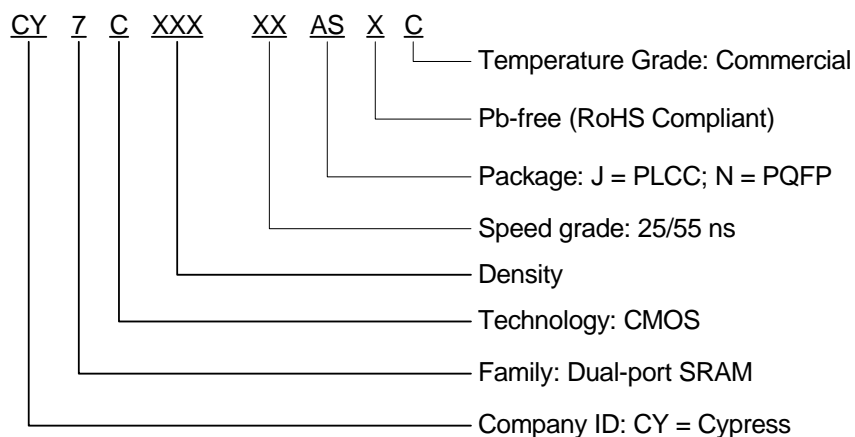 CY 7 C XXX XX AS X C
Temperature Grade: Commercial
Pb-free (RoHS Compliant)
Package: J = PLCC; N = PQFP
Speed grade: 25/55 ns
Density
Technology: CMOS
Family: Dual-port SRAM
Company ID: CY = Cypress